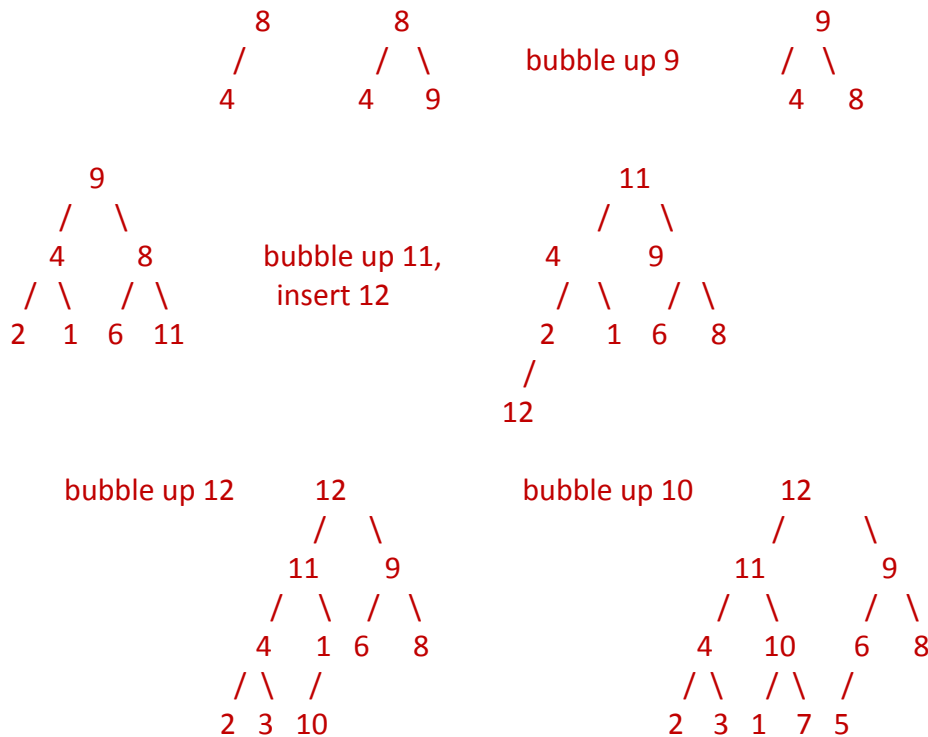 8 8 9
/ / \ bubble up 9 / \
4 4 9 4 8
9 11
/ \ / \
4 8 bubble up 11, 4 9
/ \ / \ insert 12 / \ / \
2 1 6 11 2 1 6 8
/
12
bubble up 12 12 bubble up 10 12
/ \ / \
11 9 11 9
/ \ / \ / \ / \
4 1 6 8 4 10 6 8
/ \ / / \ / \ /
2 3 10 2 3 1 7 5